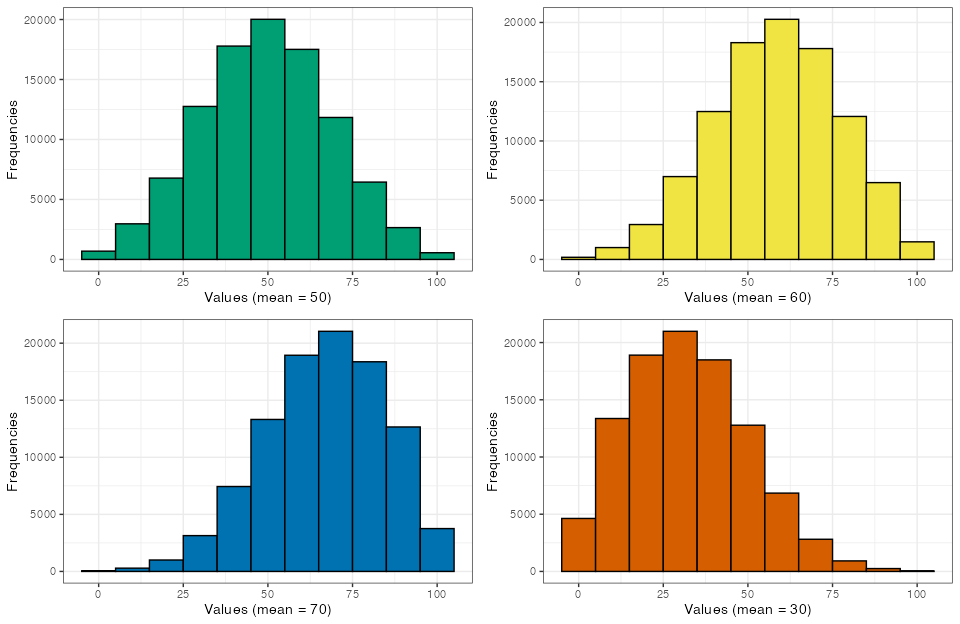 Frequencies
20000
15000
10000
5000
0
0 25 50 75 100
Values (mean = 50)
Frequencies
20000
15000
10000
5000
0
0 25 50 75 100
Values (mean = 60)
Frequencies
20000
15000
10000
5000
0
0 25 50 75 100
Values (mean = 70)
Frequencies
20000
15000
10000
5000
0
0 25 50 75 100
Values (mean = 30)